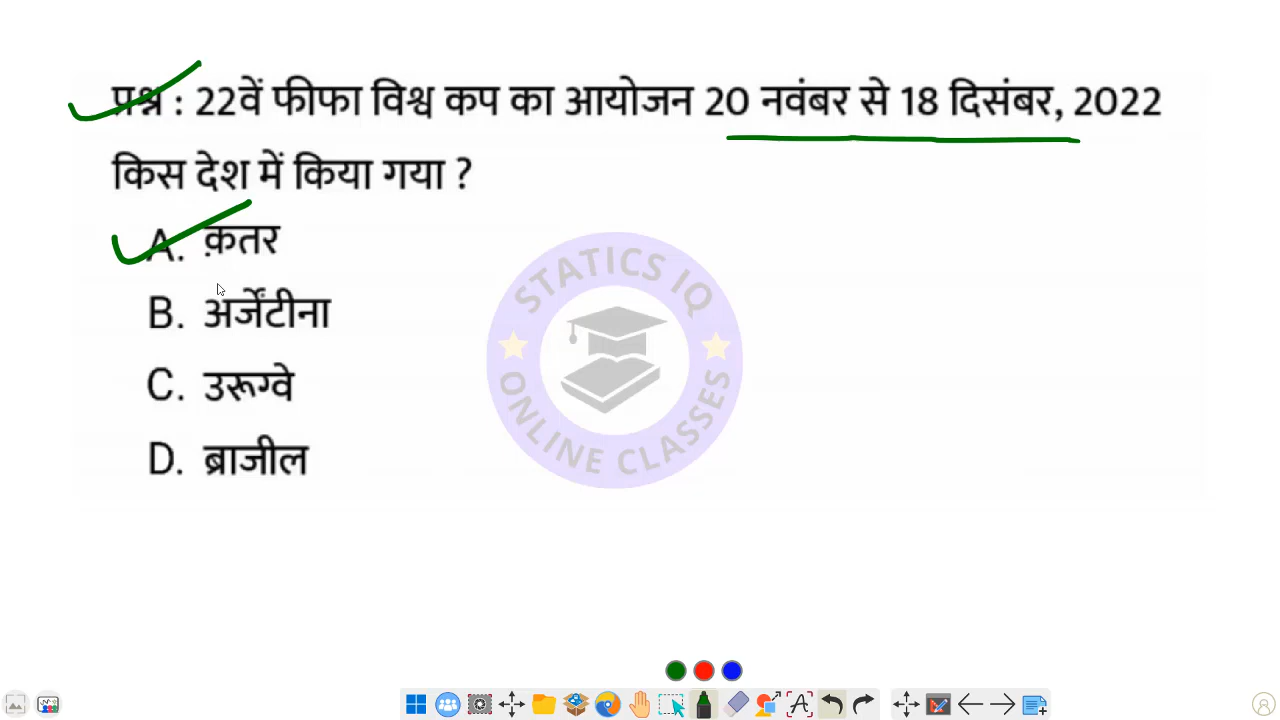 प्रश्न : 22वें फीफा विश्व कप का आयोजन 20 नवंबर से 18 दिसंबर, 2022
किस देश में किया गया ?
A. क़तर
B. अर्जेंटीना
C. उरूग्वे
D. ब्राजील
STATICS IQ
ONLINE CLASSES